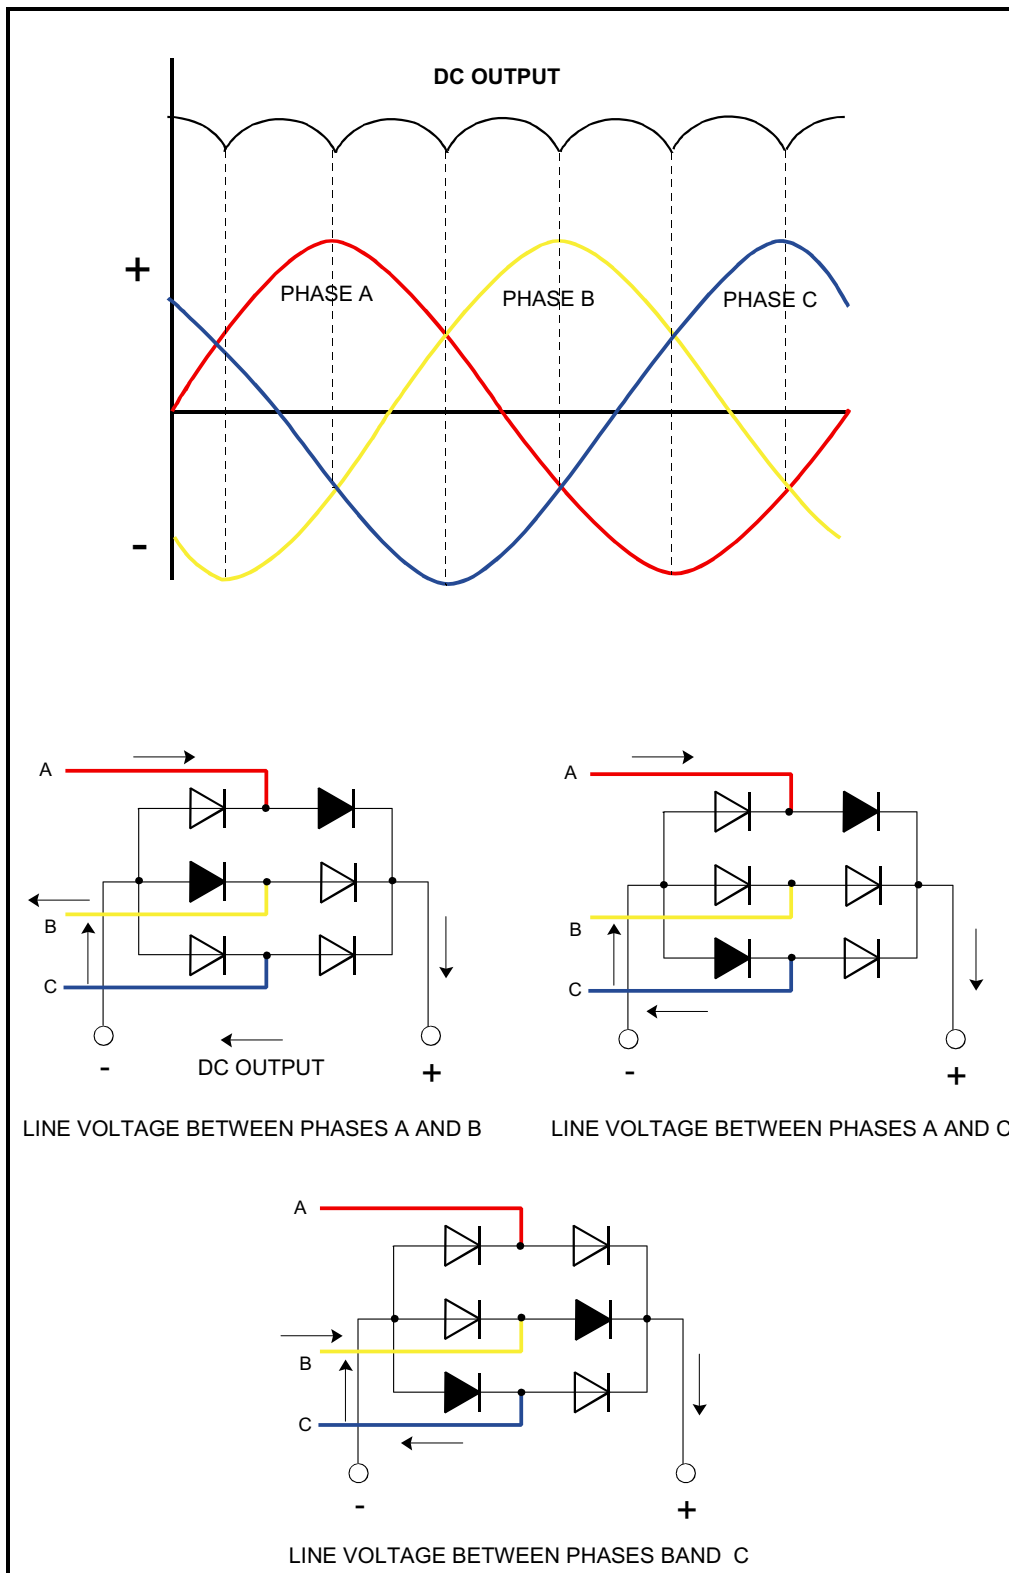 DC OUTPUT
+
PHASE A
PHASE B
PHASE C
-
A
B
C
-
DC OUTPUT
+
LINE VOLTAGE BETWEEN PHASES A AND B
A
B
C
-
+
LINE VOLTAGE BETWEEN PHASES A AND C
A
B
C
-
+
LINE VOLTAGE BETWEEN PHASES BAND C